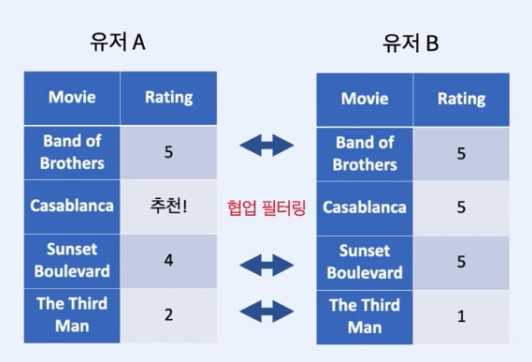 유저 A
유저 B
Movie Rating
Band of
Brothers
5
Casablanca 추천!
Sunset
Boulevard
4
The Third
Man
2
협업 필터링
Movie Rating
Band of
Brothers
5
Casablanca 5
Sunset
Boulevard
5
The Third
Man
1